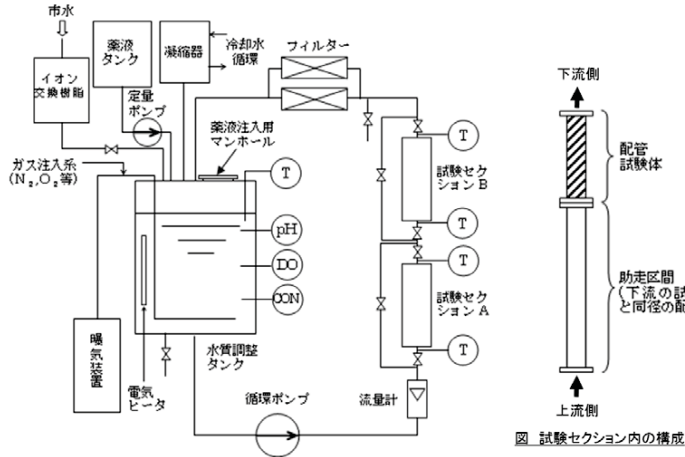 市水
イオン
交換樹脂
薬液
タンク
定量
ポンプ
凝縮器
冷却水
循環
フィルター
薬液注入用
マンホール
ガス注入系
(N₂,O₂等)
T
pH
DO
CON
曝気装置
電気
ヒータ
水質調整
タンク
循環ポンプ
流量計
T
試験セク
ションB
T
T
試験セク
ションA
T
下流側
配管
試験体
助走区間
(下流の試
と同径の配
上流側
図 試験セクション内の構成